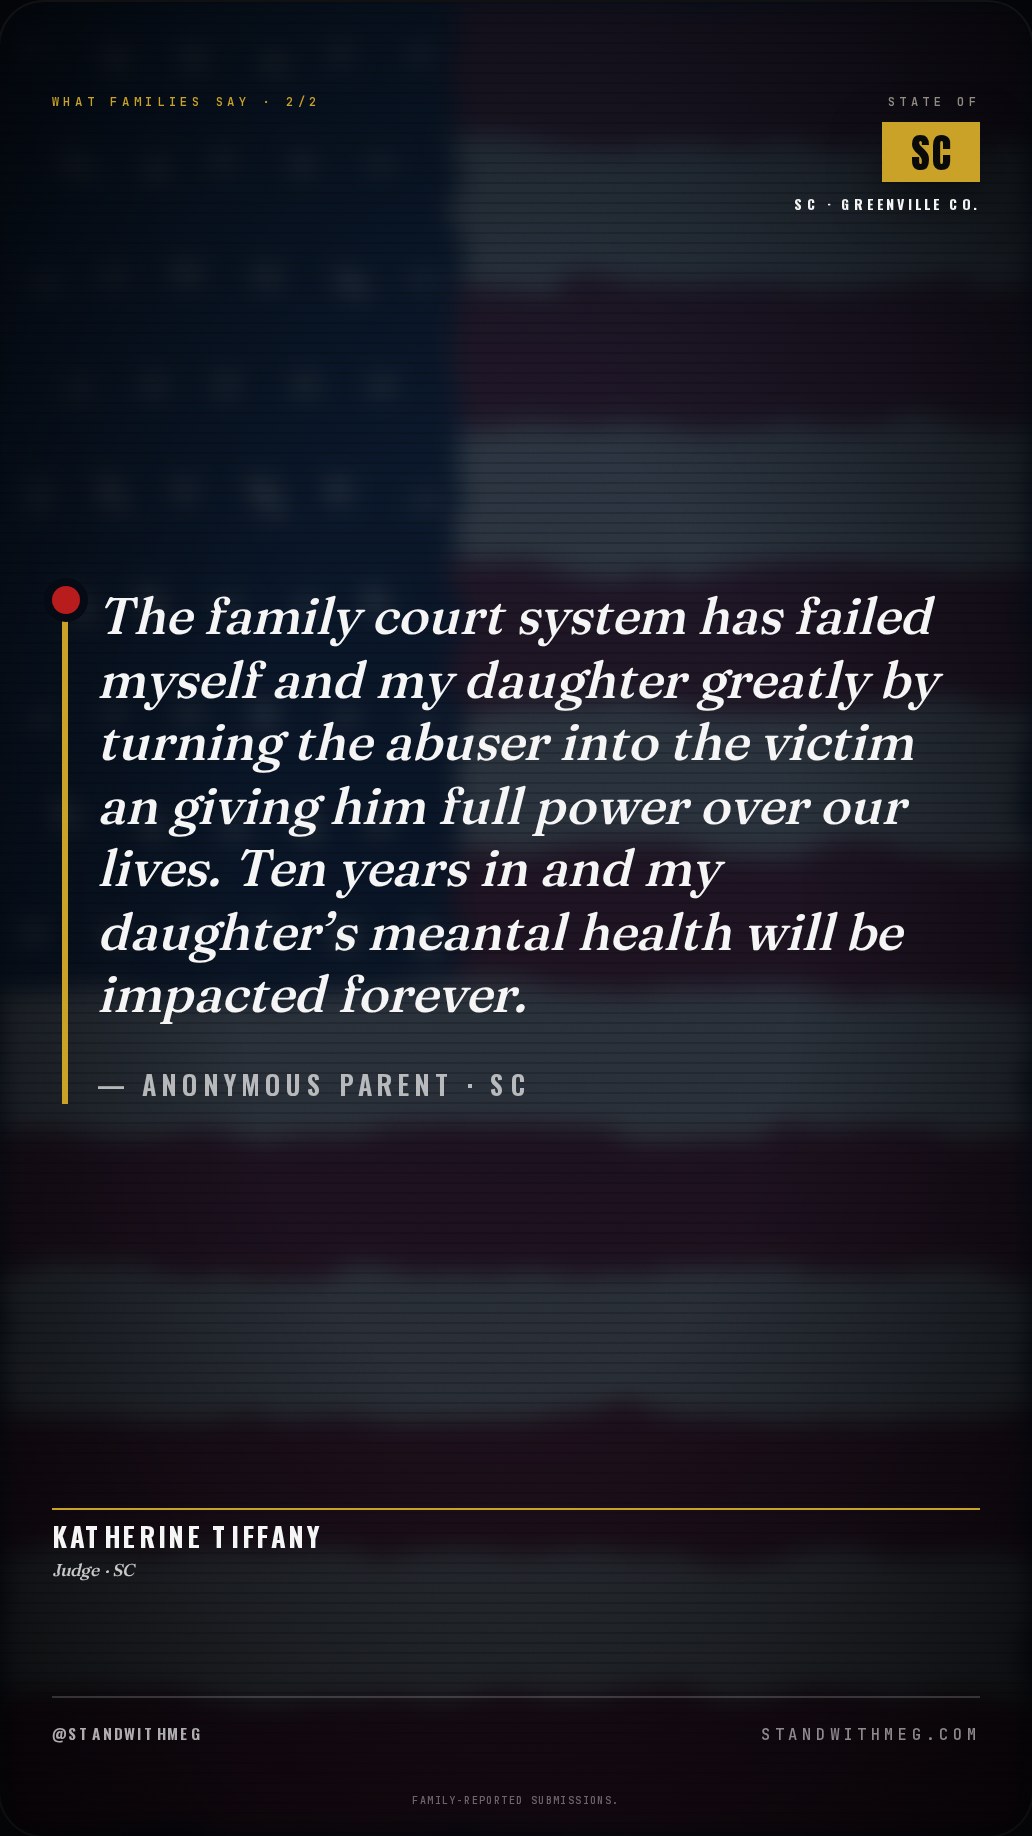 WHAT FAMILIES SAY · 2/2
STATE OF
SC
SC · GREENVILLE CO.
The family court system has failed
myself and my daughter greatly by
turning the abuser into the victim
an giving him full power over our
lives. Ten years in and my
daughter’s meantal health will be
impacted forever.
— ANONYMOUS PARENT · SC
KATHERINE TIFFANY
Judge · SC
@STANDWITHMEG
STANDWITHMEG.COM
FAMILY-REPORTED SUBMISSIONS.